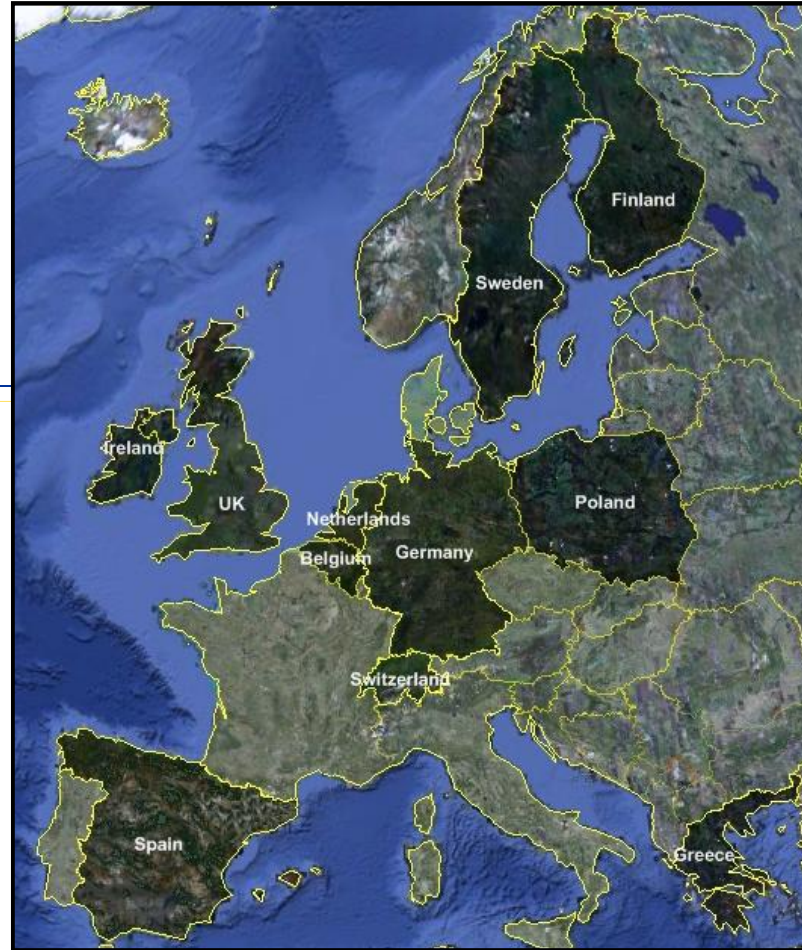 Finland
Sweden
Ireland
UK
Poland
Netherlands
Belgium
Germany
Switzerland
Spain
Greece